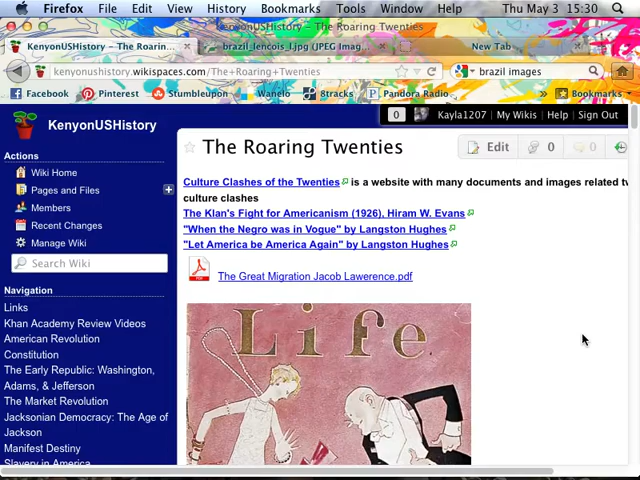 Firefox File Edit View History Bookmarks Tools Window Help Thu May 3 15:30
KenyonUSHistory - The Roaring Twenties
KenyonUSHistory - The Roarin... brazil_lencois_l.jpg (JPEG Imag... New Tab
kenyonushistory.wikispaces.com/The+Roaring+Twenties brazil images
Facebook Pinterest StumbleUpon Wanelo 8tracks Pandora Radio Bookmarks
0 Kayla1207 | My Wikis | Help | Sign Out
KenyonUSHistory
The Roaring Twenties
Edit 0 0
Actions
Wiki Home
Pages and Files
Members
Recent Changes
Manage Wiki
Search Wiki
Navigation
Links
Khan Academy Review Videos
American Revolution
Constitution
The Early Republic: Washington,
Adams, & Jefferson
The Market Revolution
Jacksonian Democracy: The Age of
Jackson
Manifest Destiny
Slavery in America
Culture Clashes of the Twenties is a website with many documents and images related tv
culture clashes
The Klan's Fight for Americanism (1926), Hiram W. Evans
"When the Negro was in Vogue" by Langston Hughes
"Let America be America Again" by Langston Hughes
The Great Migration Jacob Lawerence.pdf
Life